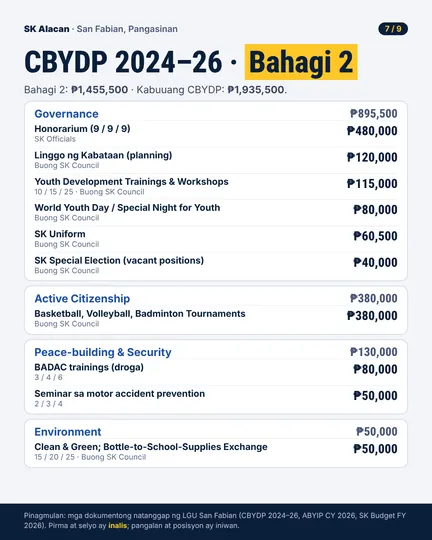 SK Alacan · San Fabian, Pangasinan
7 / 9
CBYDP 2024–26 · Bahagi 2
Bahagi 2: ₱1,455,500 · Kabuuang CBYDP: ₱1,935,500.
Governance ₱895,500
Honorarium (9 / 9 / 9) ₱480,000
SK Officials
Linggo ng Kabataan (planning) ₱120,000
Buong SK Council
Youth Development Trainings & Workshops ₱115,000
10 / 15 / 25 · Buong SK Council
World Youth Day / Special Night for Youth ₱80,000
Buong SK Council
SK Uniform ₱60,500
Buong SK Council
SK Special Election (vacant positions) ₱40,000
Buong SK Council
Active Citizenship ₱380,000
Basketball, Volleyball, Badminton Tournaments ₱380,000
Buong SK Council
Peace-building & Security ₱130,000
BADAC trainings (droga) ₱80,000
3 / 4 / 6
Seminar sa motor accident prevention ₱50,000
2 / 3 / 4
Environment ₱50,000
Clean & Green; Bottle-to-School-Supplies Exchange ₱50,000
15 / 20 / 25 · Buong SK Council
Pinagmulan: mga dokumentong natanggap ng LGU San Fabian (CBYDP 2024–26, ABYIP CY 2026, SK Budget FY
2026). Pirma at selyo ay inalis; pangalan at posisyon ay iniwan.